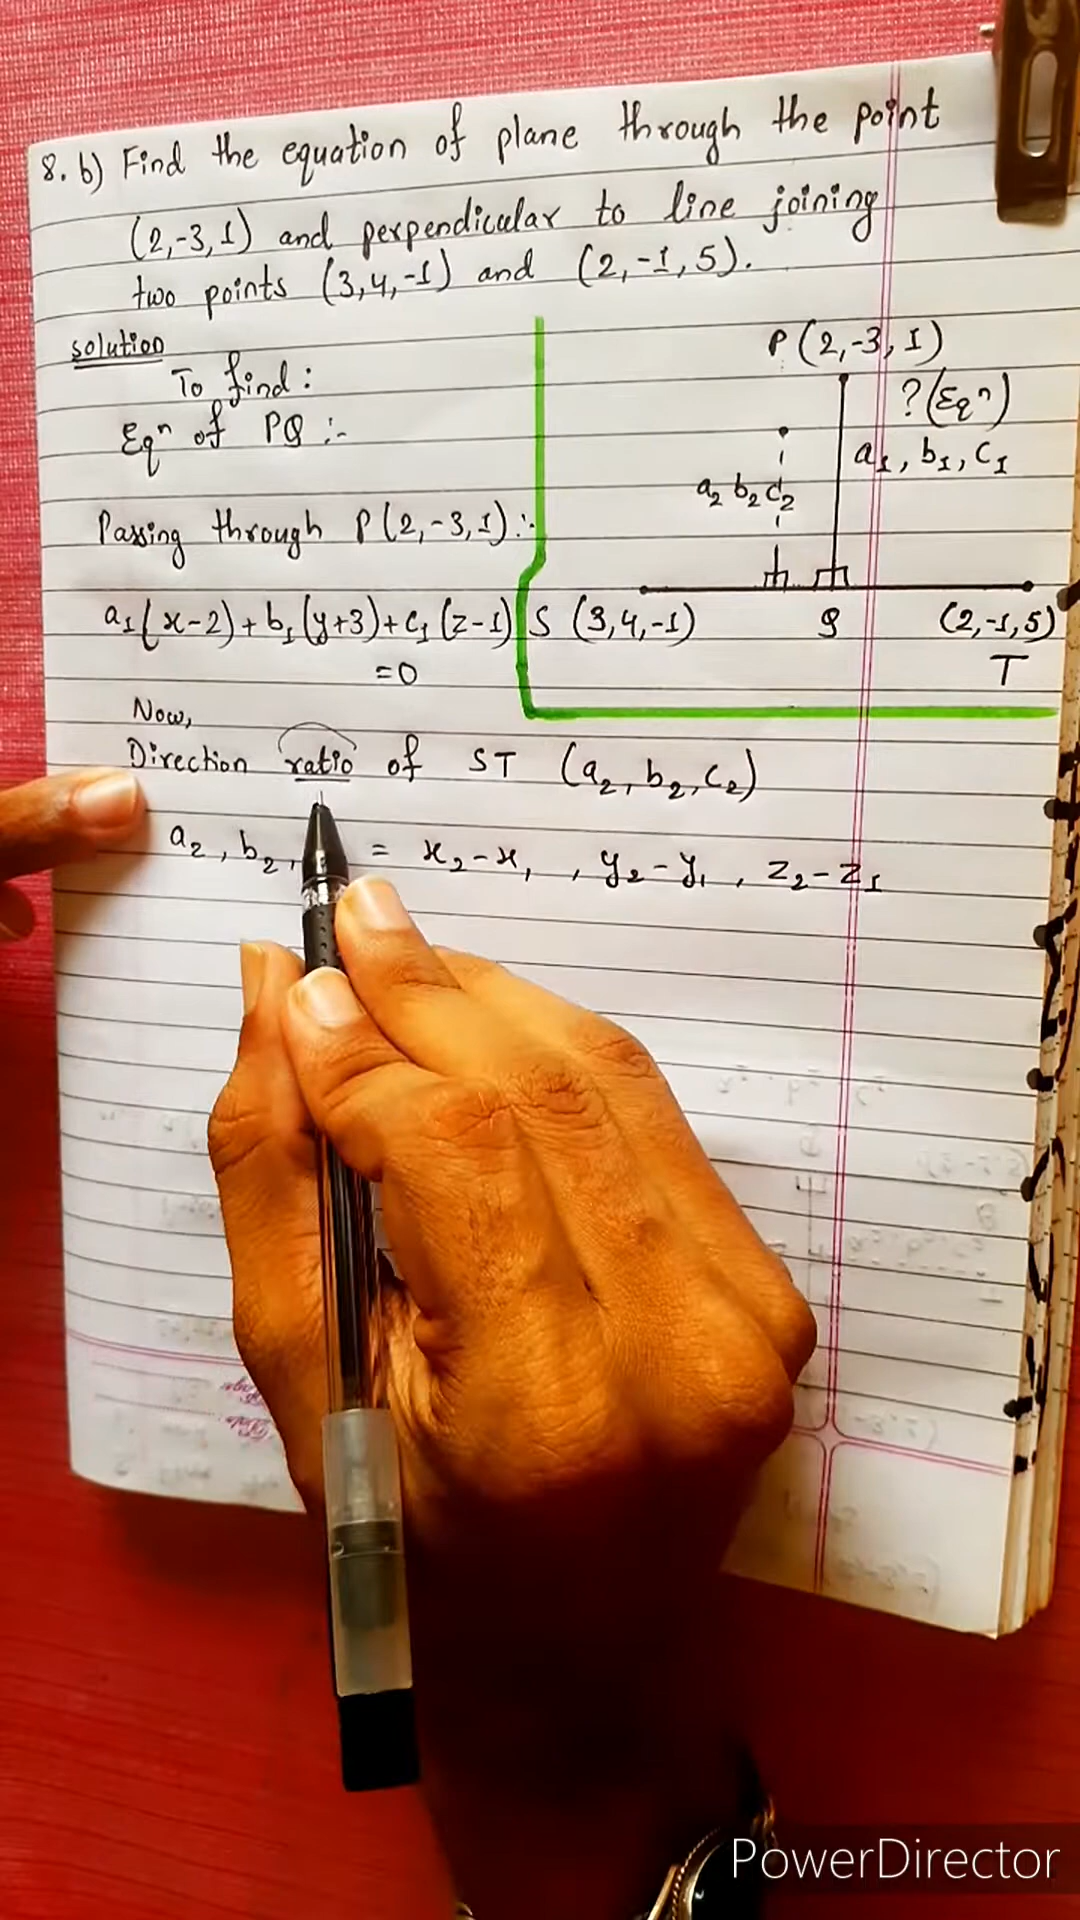 8. b) Find the equation of plane through the point
(2,-3,1) and perpendicular to line joining
two points (3,4,-1) and (2,-1,5).
solution
To find:
Eqⁿ of PQ :-
Passing through P(2,-3,1):-
a₁(x-2)+b₁(y+3)+c₁(z-1)
=0
P(2,-3,1)
?(Eqⁿ)
a₁, b₁, c₁
a₂ b₂ c₂
S (3,4,-1)
Q
(2,-1,5)
T
Now,
Direction ratio of ST (a₂, b₂, c₂)
a₂, b₂, = x₂-x₁, y₂-y₁, z₂-z₁
PowerDirector